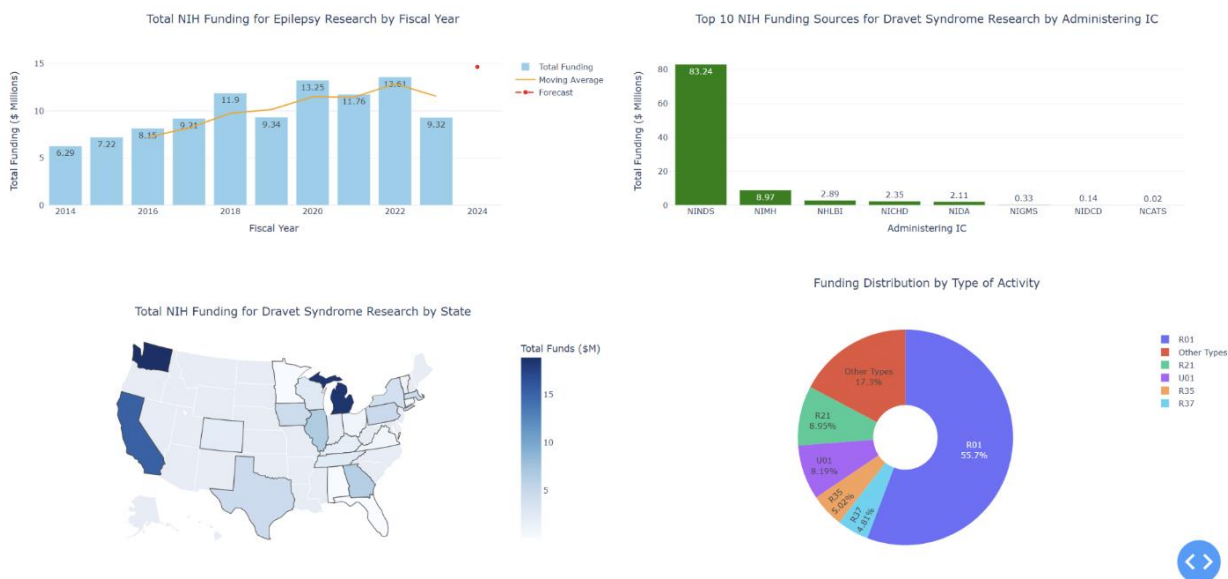 Total NIH Funding for Epilepsy Research by Fiscal Year
Total Funding ($ Millions)
15
10
5
0
6.29
7.22
8.15
9.21
11.9
9.34
13.25
11.76
13.61
9.32
2014
2016
2018
2020
2022
2024
Fiscal Year
Total Funding
Moving Average
Forecast
Top 10 NIH Funding Sources for Dravet Syndrome Research by Administering IC
Total Funding ($ Millions)
80
60
40
20
0
83.24
8.97
2.89
2.35
2.11
0.33
0.14
0.02
NINDS
NIMH
NHLBI
NICHD
NIDA
NIGMS
NIDCD
NCATS
Administering IC
Total NIH Funding for Dravet Syndrome Research by State
Total Funds ($M)
15
10
5
Funding Distribution by Type of Activity
R01
55.7%
Other Types
17.3%
R21
8.95%
U01
8.19%
R35
5.02%
R37
4.81%
R01
Other Types
R21
U01
R35
R37